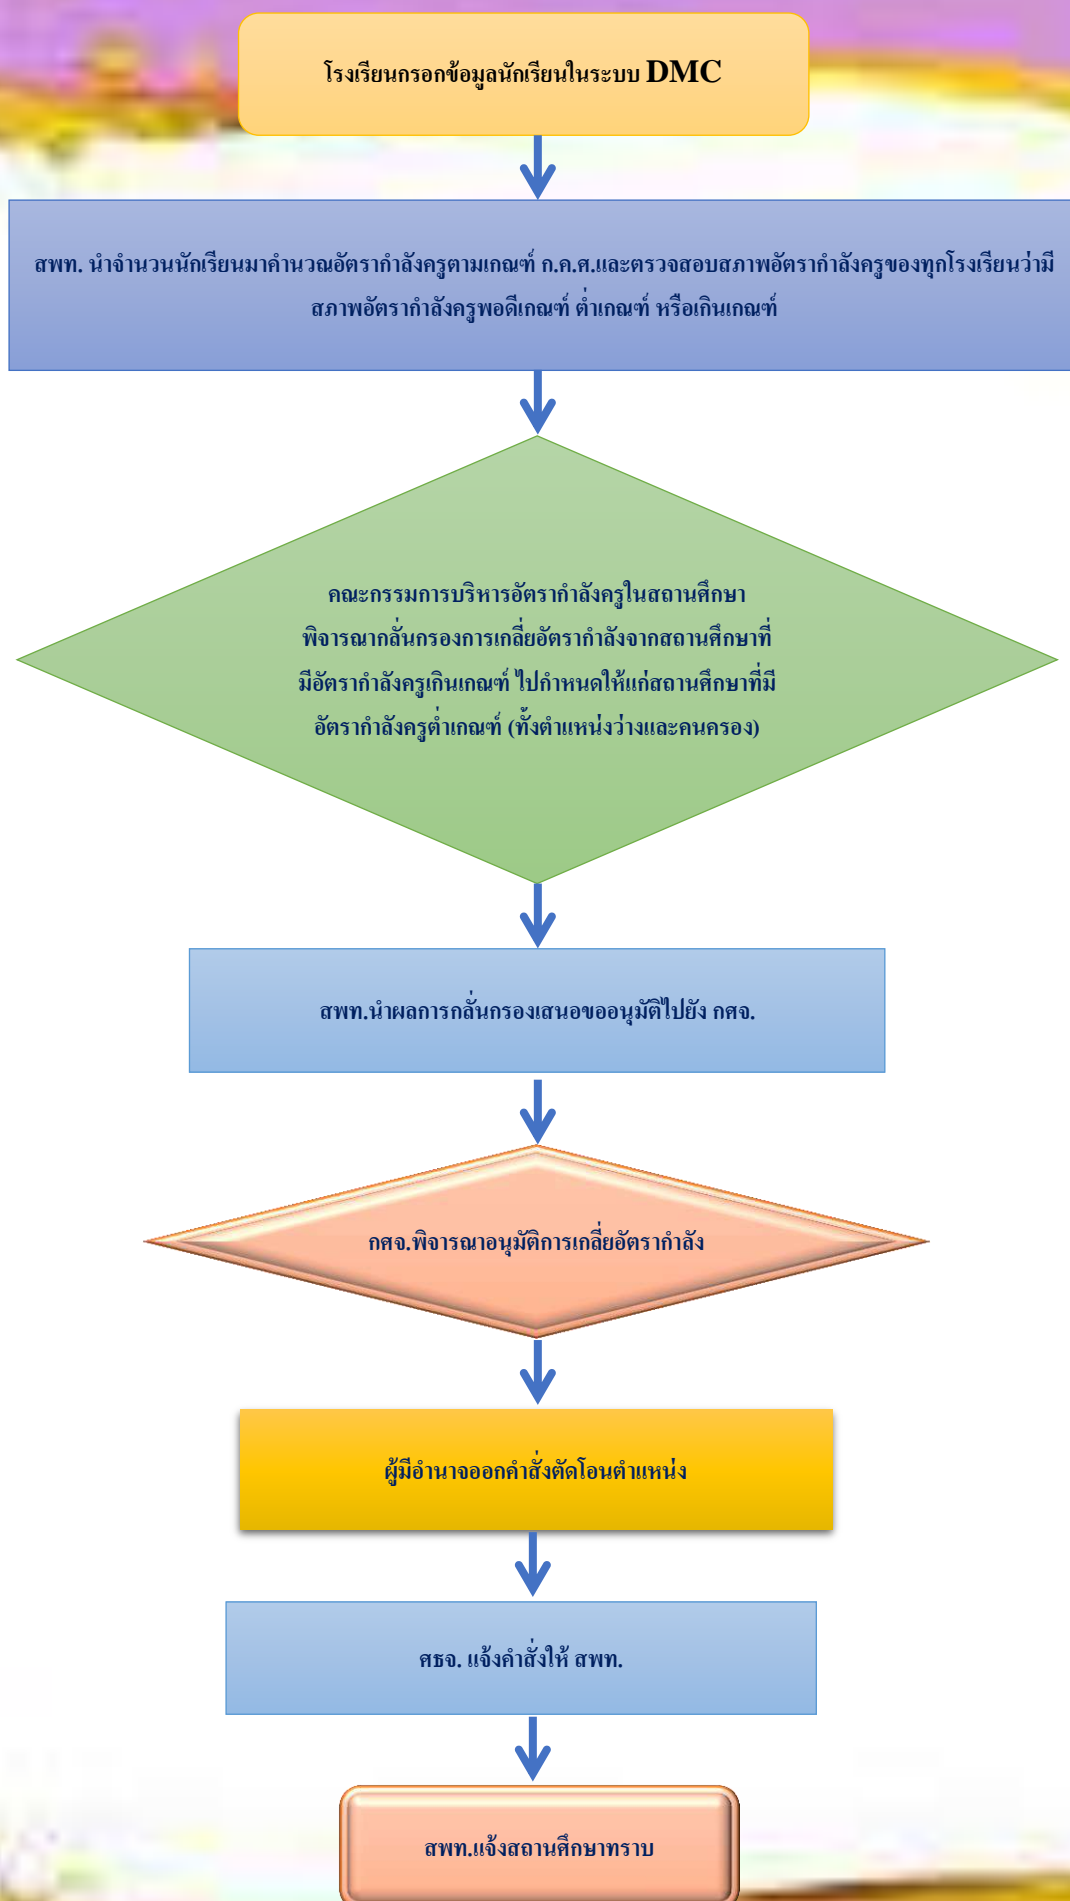 โรงเรียนกรอกข้อมูลนักเรียนในระบบ DMC
สพท. นำจำนวนนักเรียนมาคำนวณอัตรากำลังครูตามเกณฑ์ ก.ค.ศ.และตรวจสอบสภาพอัตรากำลังครูของทุกโรงเรียนว่ามี
สภาพอัตรากำลังครูพอดีเกณฑ์ ต่ำเกณฑ์ หรือเกินเกณฑ์
คณะกรรมการบริหารอัตรากำลังครูในสถานศึกษา
พิจารณากลั่นกรองการเกลี่ยอัตรากำลังจากสถานศึกษาที่
มีอัตรากำลังครูเกินเกณฑ์ ไปกำหนดให้แก่สถานศึกษาที่มี
อัตรากำลังครูต่ำเกณฑ์ (ทั้งตำแหน่งว่างและคนครอง)
สพท.นำผลการกลั่นกรองเสนอขออนุมัติไปยัง กศจ.
กศจ.พิจารณาอนุมัติการเกลี่ยอัตรากำลัง
ผู้มีอำนาจออกคำสั่งตัดโอนตำแหน่ง
ศธจ. แจ้งคำสั่งให้ สพท.
สพท.แจ้งสถานศึกษาทราบ